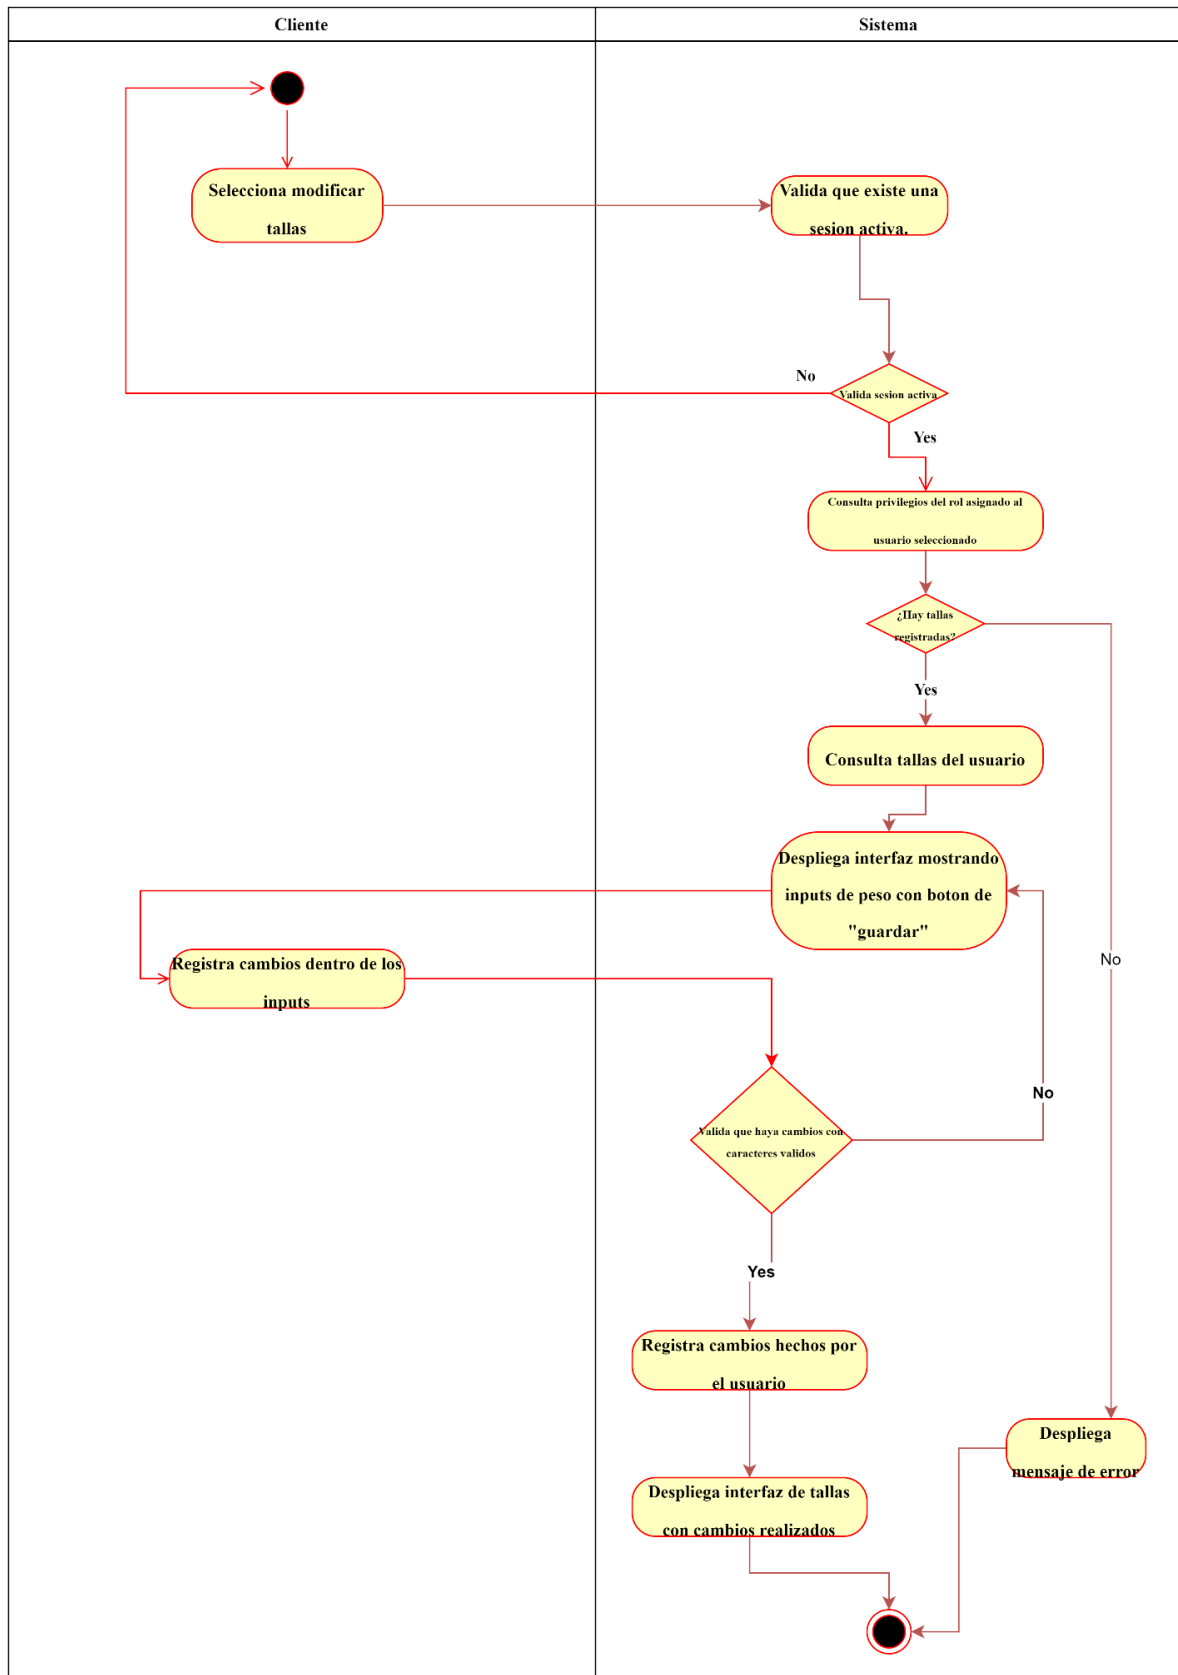 Cliente
Sistema
Selecciona modificar
tallas
Valida que existe una
sesion activa.
No
Valida sesion activa
Yes
Consulta privilegios del rol asignado al
usuario seleccionado
¿Hay tallas
registradas?
Yes
Consulta tallas del usuario
Despliega interfaz mostrando
inputs de peso con boton de
"guardar"
No
Registra cambios dentro de los
inputs
No
Valida que haya cambios con
caracteres validos
Yes
Registra cambios hechos por
el usuario
Despliega
mensaje de error
Despliega interfaz de tallas
con cambios realizados